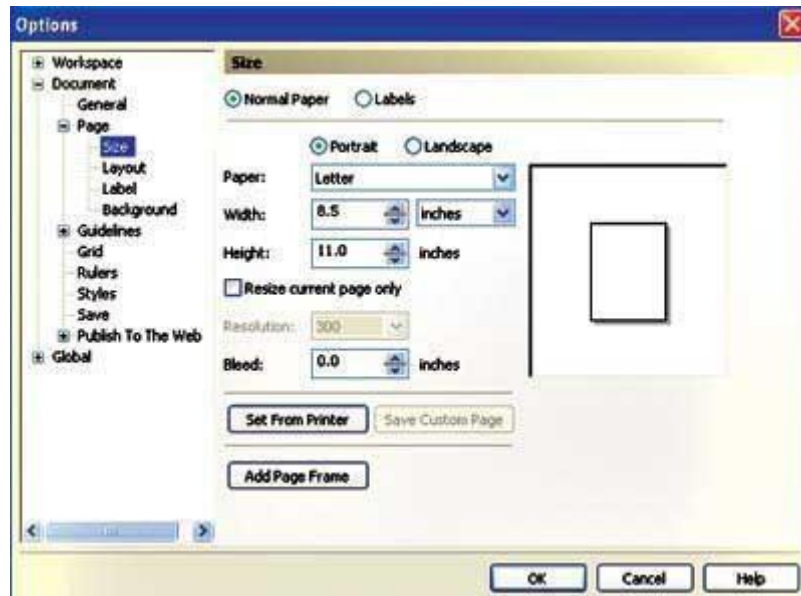 Options
Workspace
Document
General
Page
Size
Layout
Label
Background
Guidelines
Grid
Rulers
Styles
Save
Publish To The Web
Global
Size
Normal Paper Labels
Portrait Landscape
Paper: Letter
Width: 8.5 inches
Height: 11.0 inches
Resize current page only
Resolution: 300
Bleed: 0.0 inches
Set From Printer Save Custom Page
Add Page Frame
OK Cancel Help